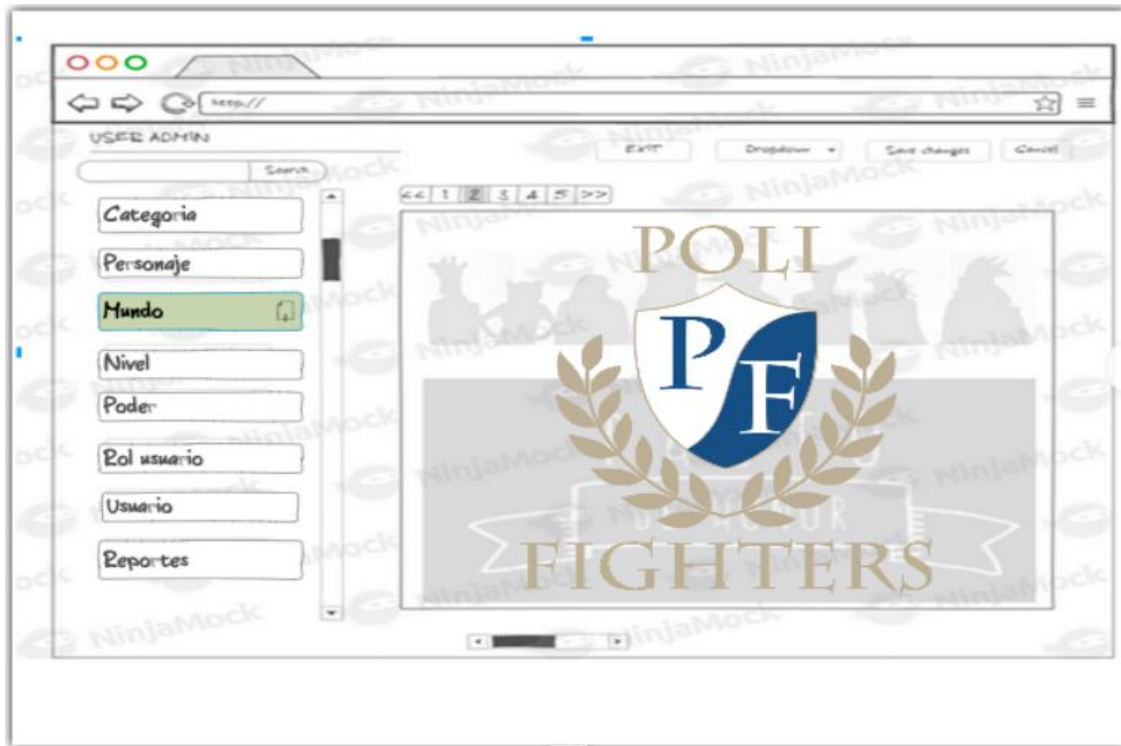 http://
USER ADMIN
EXIT
Dropdown
Save changes
Cancel
Search
<< 1 2 3 4 5 >>
Categoria
Personaje
Mundo
Nivel
Poder
Rol usuario
Usuario
Reportes
POLI
P F
FIGHTERS
NinjaMock